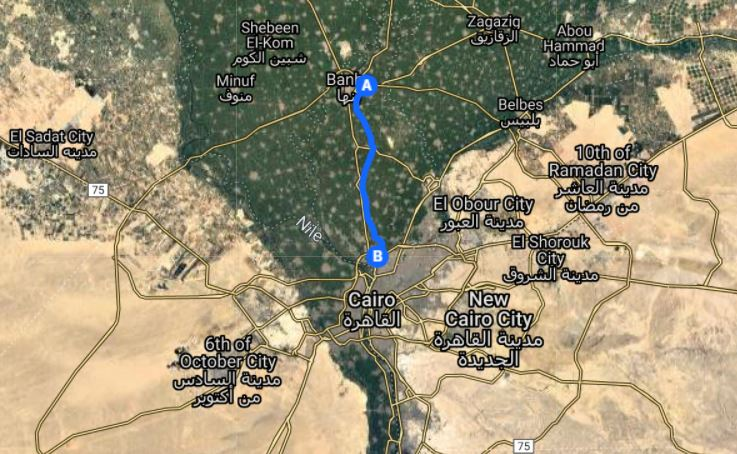 Shebeen
El-Kom
شبين الكوم
Zagazig
الزقازيق
Abou
Hammad
أبو حماد
Minuf
منوف
A
Belbes
بلبيس
El Sadat City
مدينة السادات
75
10th of
Ramadan City
مدينة العاشر
من رمضان
El Obour City
مدينة العبور
Nile
El Shorouk
City
مدينة الشروق
B
Cairo
القاهرة
New
Cairo City
مدينة القاهرة
الجديدة
6th of
October City
مدينة السادس
من أكتوبر
75